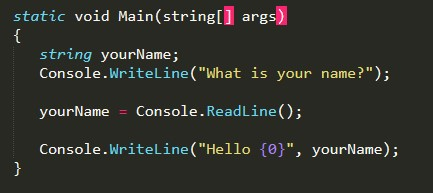 static void Main(string[] args)
{
string yourName;
Console.WriteLine("What is your name?");
yourName = Console.ReadLine();
Console.WriteLine("Hello {0}", yourName);
}